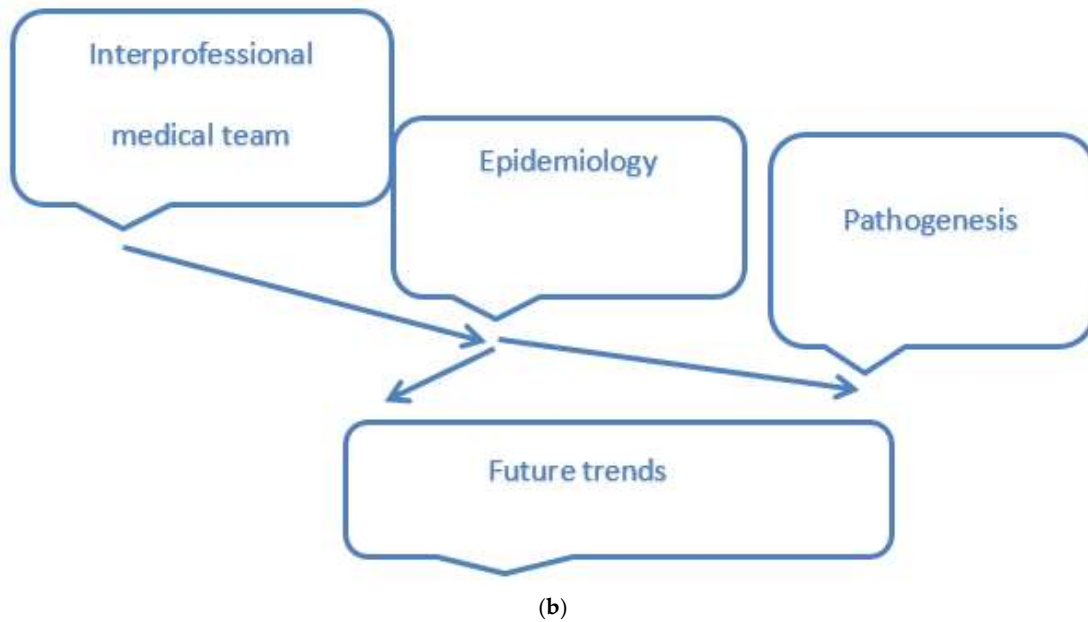 Interprofessional
medical team
Epidemiology
Pathogenesis
Future trends
(b)